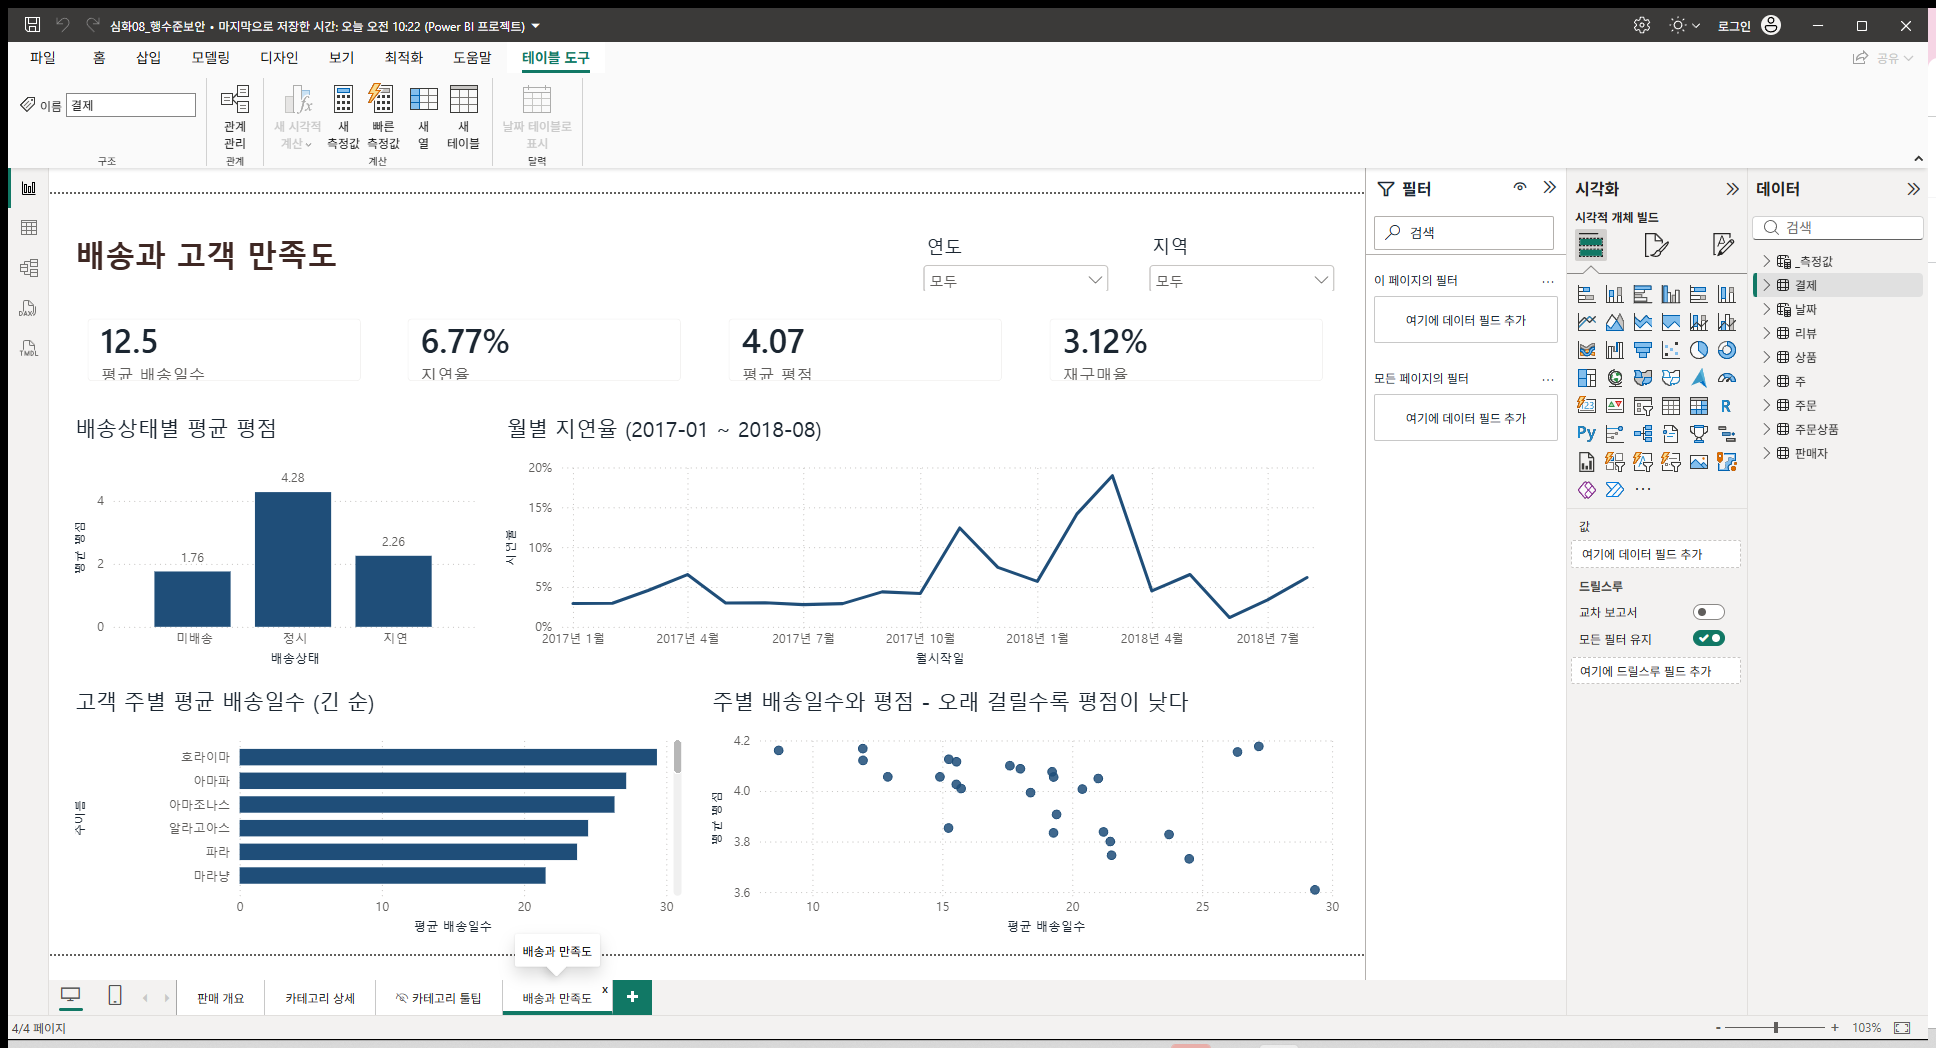 심화08_행수준보안 • 마지막으로 저장한 시간: 오늘 오전 10:22 (Power BI 프로젝트)
로그인
파일 홈 삽입 모델링 디자인 보기 최적화 도움말 테이블 도구
공유
이름 결제
관계 관리
새 시각적 계산
새 측정값
빠른 측정값
새 열
새 테이블
날짜 테이블로 표시
구조 관계 계산 달력
배송과 고객 만족도
연도
모두
지역
모두
12.5
평균 배송일수
6.77%
지연율
4.07
평균 평점
3.12%
재구매율
배송상태별 평균 평점
평균 평점
4
2
0
1.76
4.28
2.26
미배송 정시 지연
배송상태
월별 지연율 (2017-01 ~ 2018-08)
지연율
20%
15%
10%
5%
0%
2017년 1월 2017년 4월 2017년 7월 2017년 10월 2018년 1월 2018년 4월 2018년 7월
월시작일
고객 주별 평균 배송일수 (긴 순)
주이름
호라이마
아마파
아마조나스
알라고아스
파라
마라냥
0 10 20 30
평균 배송일수
주별 배송일수와 평점 - 오래 걸릴수록 평점이 낮다
평균 평점
4.2
4.0
3.8
3.6
10 15 20 25 30
평균 배송일수
배송과 만족도
판매 개요 카테고리 상세 카테고리 툴팁 배송과 만족도 x +
4/4 페이지
- + 103%
필터
검색
이 페이지의 필터 ...
여기에 데이터 필드 추가
모든 페이지의 필터 ...
여기에 데이터 필드 추가
시각화
시각적 개체 빌드
123
R
Py
...
값
여기에 데이터 필드 추가
드릴스루
교차 보고서
모든 필터 유지
여기에 드릴스루 필드 추가
데이터
검색
_측정값
결제
날짜
리뷰
상품
주
주문
주문상품
판매자
DAX
TMDL